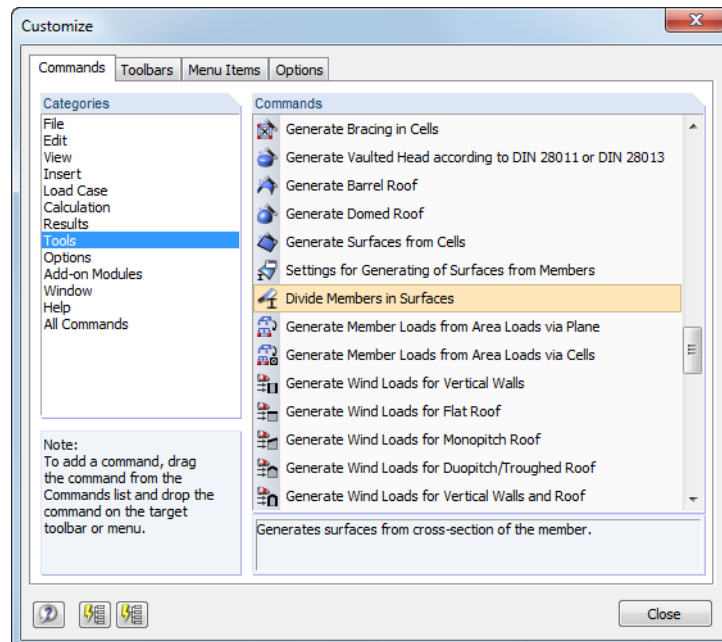 Customize
Commands
Toolbars
Menu Items
Options
Categories
File
Edit
View
Insert
Load Case
Calculation
Results
Tools
Options
Add-on Modules
Window
Help
All Commands
Note:
To add a command, drag
the command from the
Commands list and drop the
command on the target
toolbar or menu.
Commands
Generate Bracing in Cells
Generate Vaulted Head according to DIN 28011 or DIN 28013
Generate Barrel Roof
Generate Domed Roof
Generate Surfaces from Cells
Settings for Generating of Surfaces from Members
Divide Members in Surfaces
Generate Member Loads from Area Loads via Plane
Generate Member Loads from Area Loads via Cells
Generate Wind Loads for Vertical Walls
Generate Wind Loads for Flat Roof
Generate Wind Loads for Monopitch Roof
Generate Wind Loads for Duopitch/Troughed Roof
Generate Wind Loads for Vertical Walls and Roof
Generates surfaces from cross-section of the member.
Close